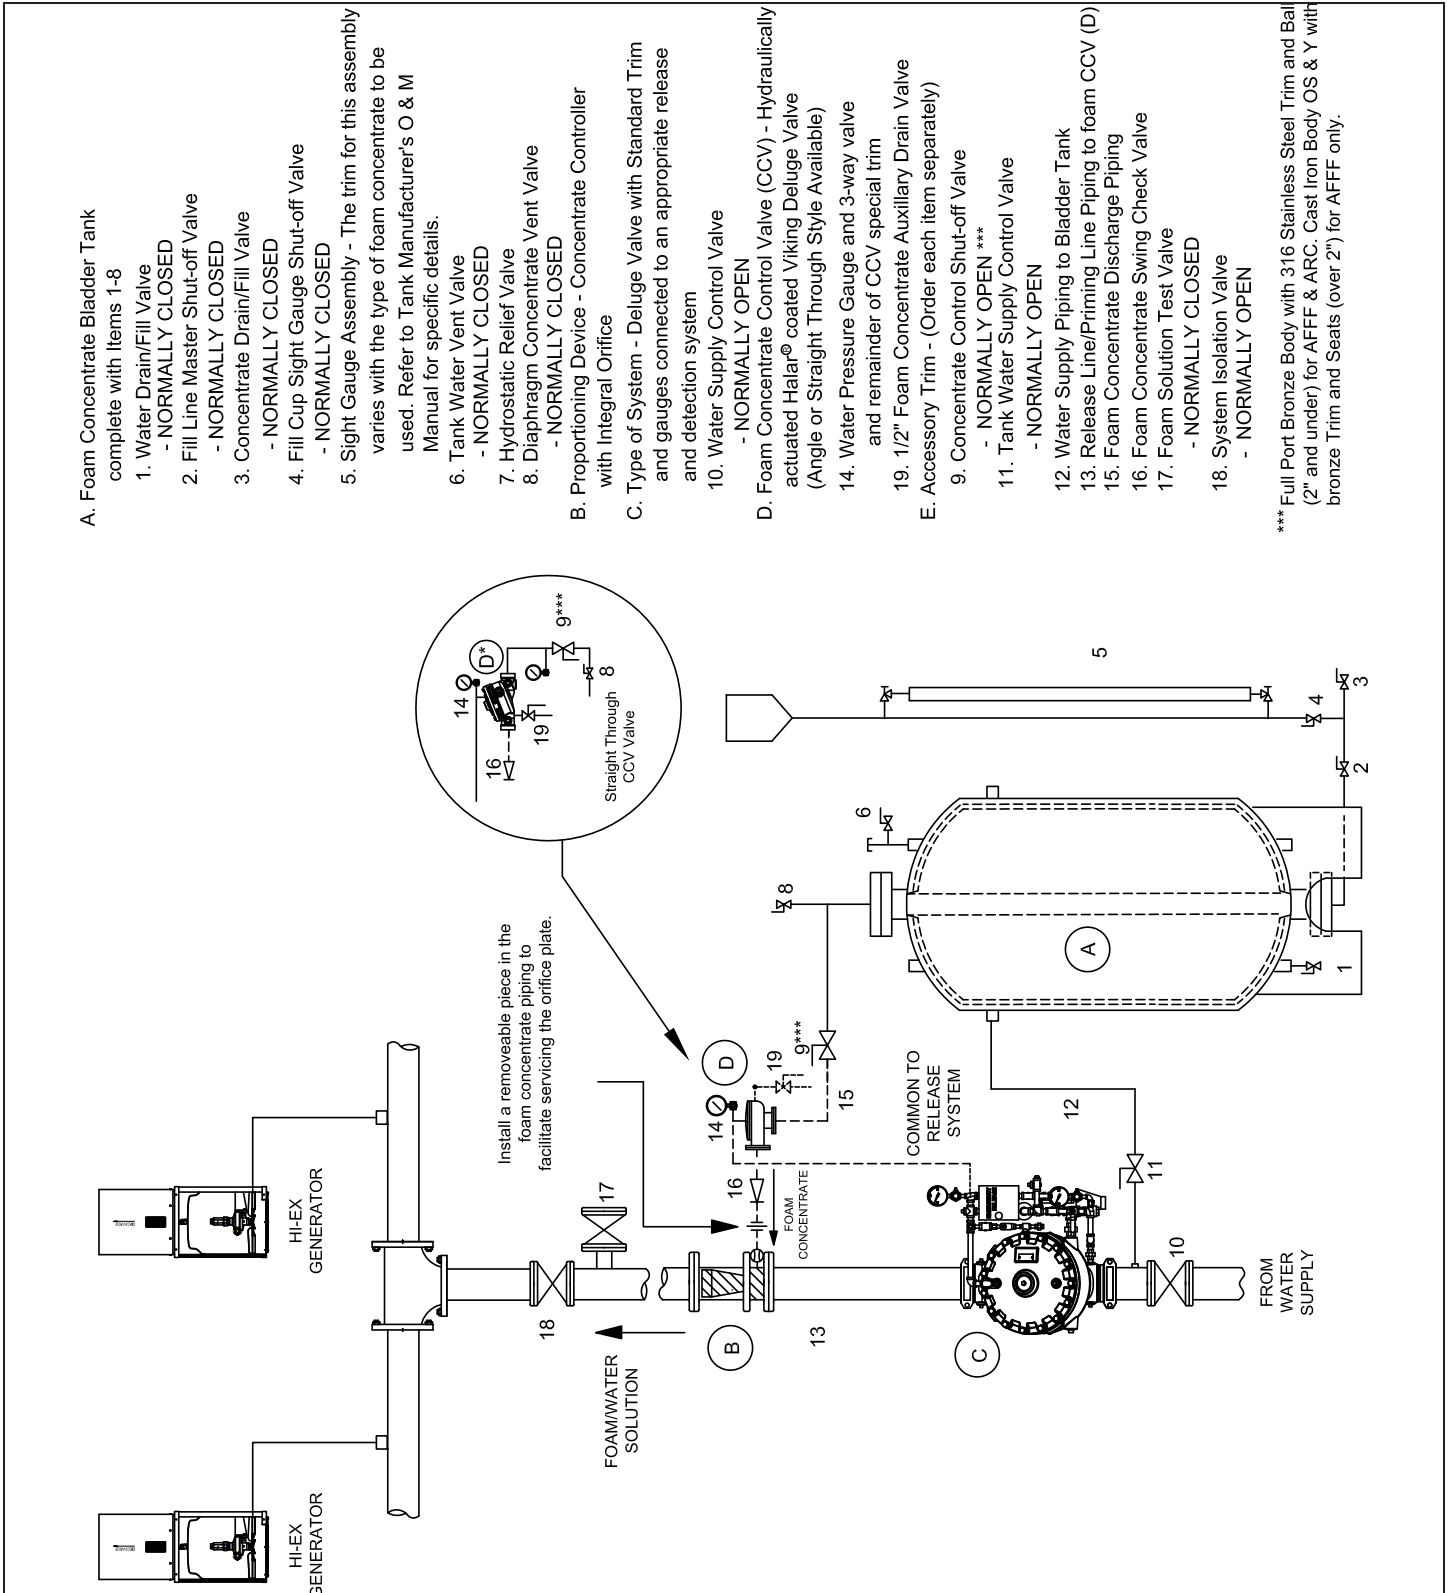 A. Foam Concentrate Bladder Tank
complete with Items 1-8
1. Water Drain/Fill Valve
- NORMALLY CLOSED
2. Fill Line Master Shut-off Valve
- NORMALLY CLOSED
3. Concentrate Drain/Fill Valve
- NORMALLY CLOSED
4. Fill Cup Sight Gauge Shut-off Valve
- NORMALLY CLOSED
5. Sight Gauge Assembly - The trim for this assembly
varies with the type of foam concentrate to be
used. Refer to Tank Manufacturer's O & M
Manual for specific details.
6. Tank Water Vent Valve
- NORMALLY CLOSED
7. Hydrostatic Relief Valve
8. Diaphragm Concentrate Vent Valve
- NORMALLY CLOSED
B. Proportioning Device - Concentrate Controller
with Integral Orifice
C. Type of System - Deluge Valve with Standard Trim
and gauges connected to an appropriate release
and detection system
10. Water Supply Control Valve
- NORMALLY OPEN
D. Foam Concentrate Control Valve (CCV) - Hydraulically
actuated Halar® coated Viking Deluge Valve
(Angle or Straight Through Style Available)
14. Water Pressure Gauge and 3-way valve
and remainder of CCV special trim
19. 1/2" Foam Concentrate Auxillary Drain Valve
E. Accessory Trim - (Order each item separately)
9. Concentrate Control Shut-off Valve
- NORMALLY OPEN ***
11. Tank Water Supply Control Valve
- NORMALLY OPEN
12. Water Supply Piping to Bladder Tank
13. Release Line/Priming Line Piping to foam CCV (D)
15. Foam Concentrate Discharge Piping
16. Foam Concentrate Swing Check Valve
17. Foam Solution Test Valve
- NORMALLY CLOSED
18. System Isolation Valve
- NORMALLY OPEN
*** Full Port Bronze Body with 316 Stainless Steel Trim and Ball
(2" and under) for AFFF & ARC. Cast Iron Body OS & Y with
bronze Trim and Seats (over 2") for AFFF only.
14
D*
9***
8
19
16
Straight Through
CCV Valve
Install a removeable piece in the
foam concentrate piping to
facilitate servicing the orifice plate.
HI-EX
GENERATOR
HI-EX
GENERATOR
18
17
FOAM/WATER
SOLUTION
B
13
16
FOAM
CONCENTRATE
14
D
19
9***
15
8
6
5
4
3
2
1
A
COMMON TO
RELEASE
SYSTEM
12
11
10
C
FROM
WATER
SUPPLY